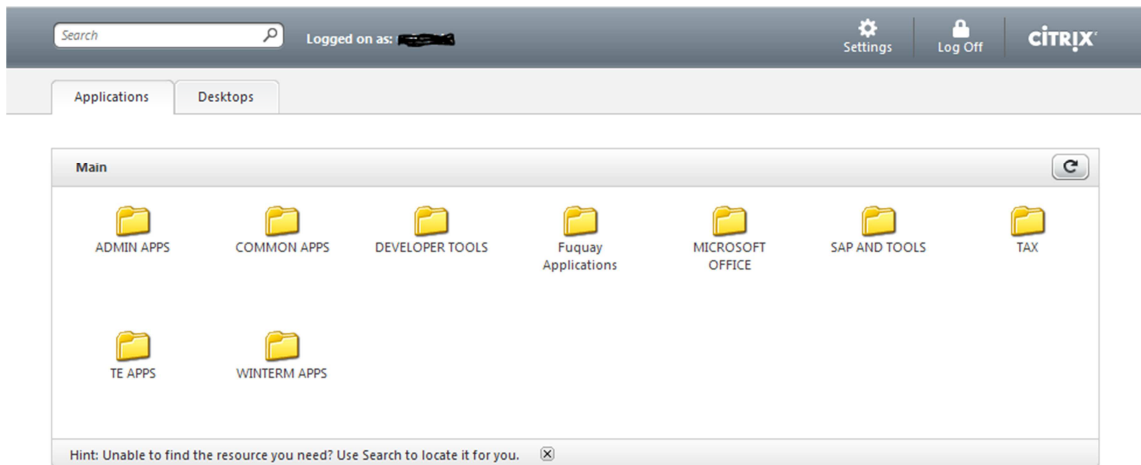 Search
Logged on as:
Settings
Log Off
CİTRIX
Applications
Desktops
Main
ADMIN APPS
COMMON APPS
DEVELOPER TOOLS
Fuquay
Applications
MICROSOFT
OFFICE
SAP AND TOOLS
TAX
TE APPS
WINTERM APPS
Hint: Unable to find the resource you need? Use Search to locate it for you.